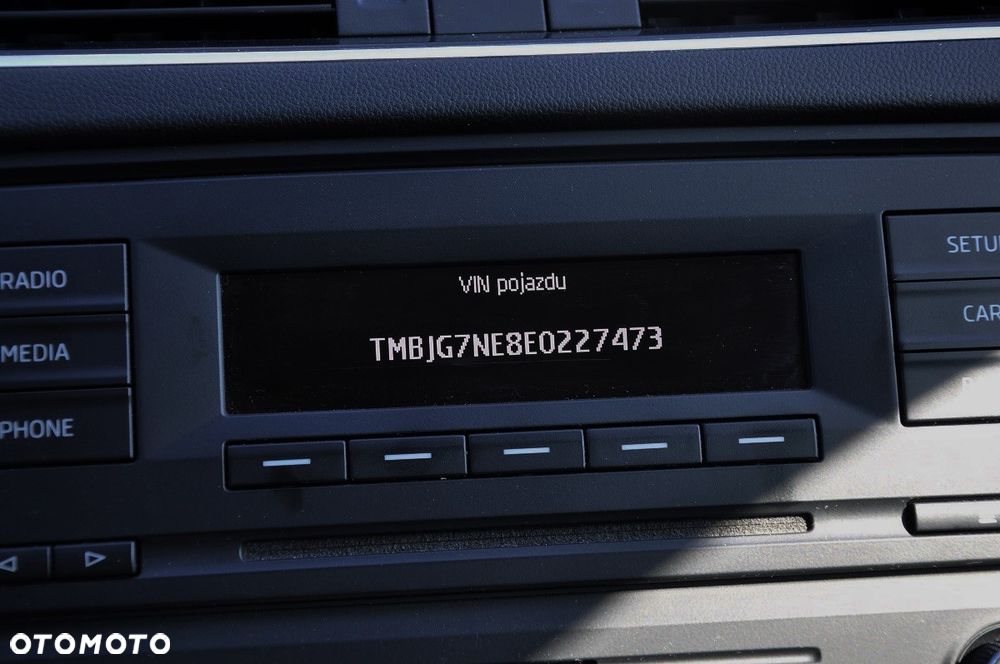 VIN pojazdu
TMBJG7NE8E0227473
RADIO
MEDIA
PHONE
SETU
CAR
OTOMOTO